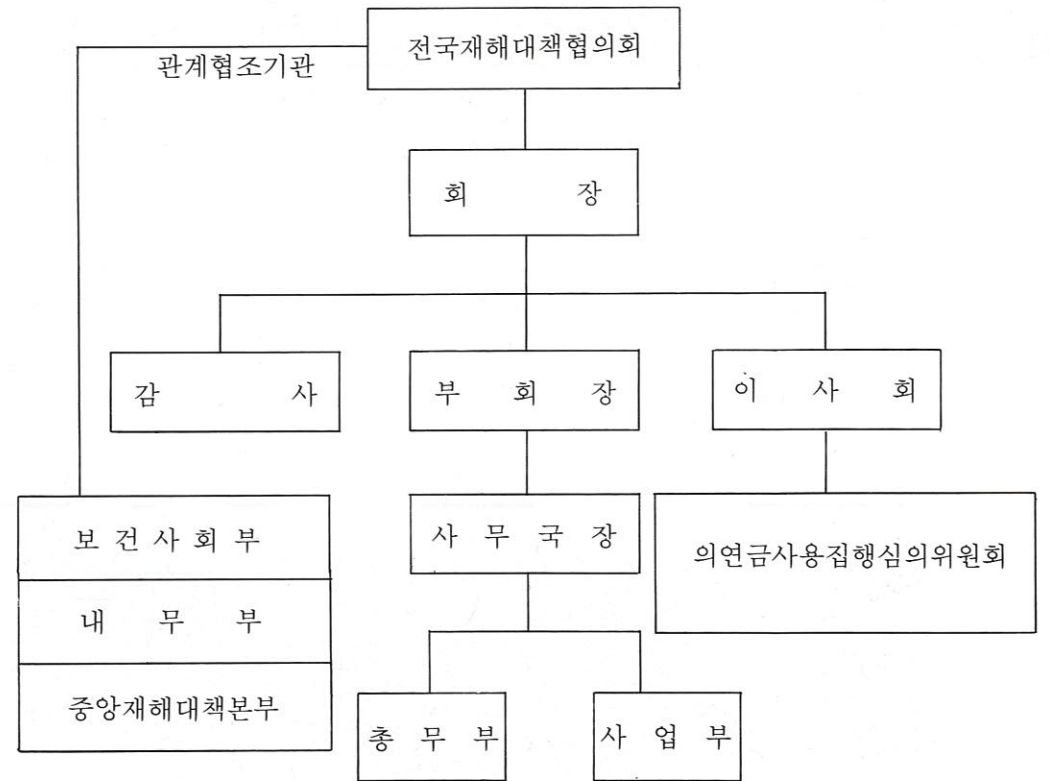 전국재해대책협의회
관계협조기관
회 장
감 사
부 회 장
이 사 회
보 건 사 회 부
내 무 부
중앙재해대책본부
사 무 국 장
의연금사용집행심의위원회
총 무 부
사 업 부